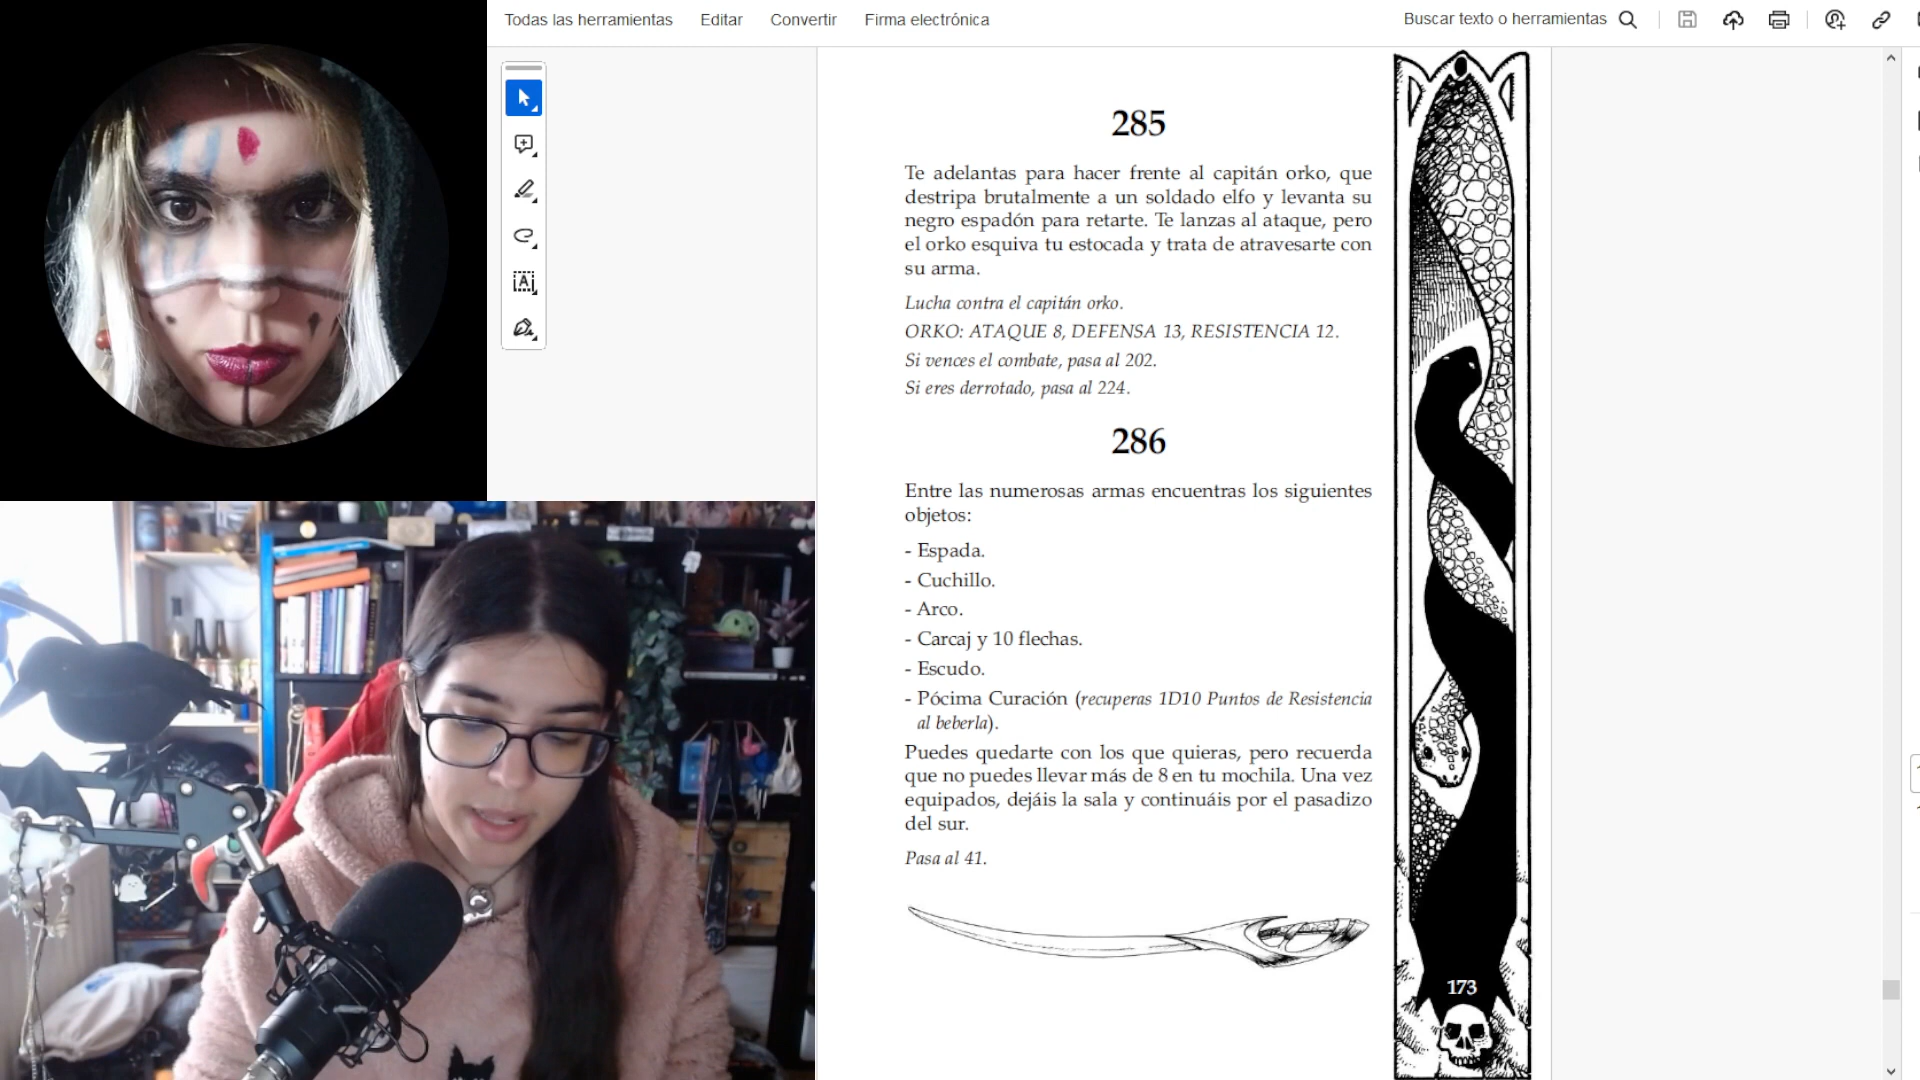 Todas las herramientas Editar Convertir Firma electrónica Buscar texto o herramientas
285
Te adelantas para hacer frente al capitán orko, que
destripa brutalmente a un soldado elfo y levanta su
negro espadón para retarte. Te lanzas al ataque, pero
el orko esquiva tu estocada y trata de atravesarte con
su arma.
Lucha contra el capitán orko.
ORKO: ATAQUE 8, DEFENSA 13, RESISTENCIA 12.
Si vences el combate, pasa al 202.
Si eres derrotado, pasa al 224.
286
Entre las numerosas armas encuentras los siguientes
objetos:
- Espada.
- Cuchillo.
- Arco.
- Carcaj y 10 flechas.
- Escudo.
- Pócima Curación (recuperas 1D10 Puntos de Resistencia
al beberla).
Puedes quedarte con los que quieras, pero recuerda
que no puedes llevar más de 8 en tu mochila. Una vez
equipados, dejáis la sala y continuáis por el pasadizo
del sur.
Pasa al 41.
173